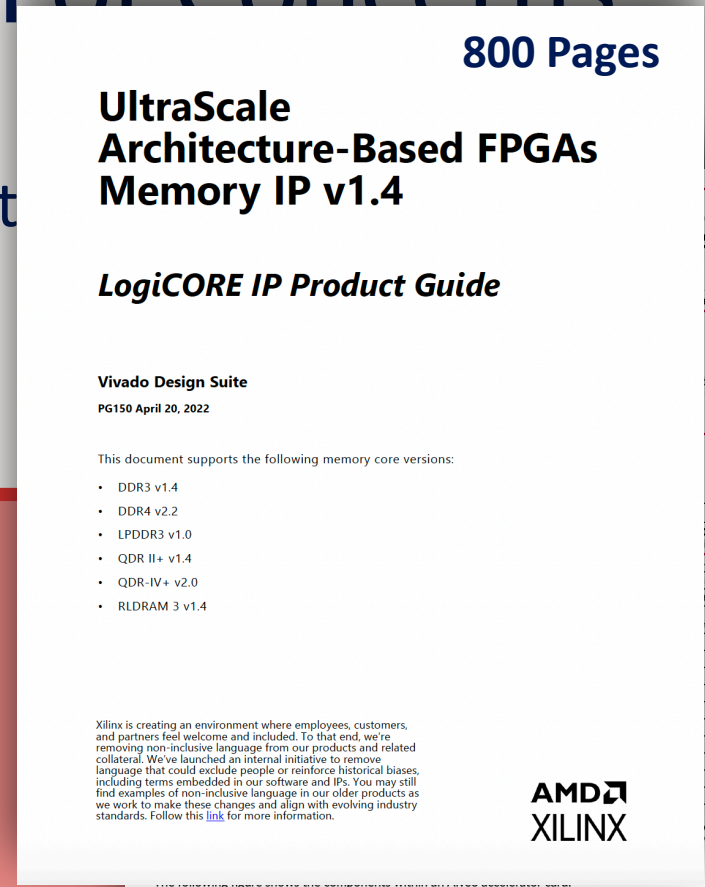 800 Pages
UltraScale
Architecture-Based FPGAs
Memory IP v1.4
LogiCORE IP Product Guide
Vivado Design Suite
PG150 April 20, 2022
This document supports the following memory core versions:
• DDR3 v1.4
• DDR4 v2.2
• LPDDR3 v1.0
• QDR II+ v1.4
• QDR-IV+ v2.0
• RLDRAM 3 v1.4
Xilinx is creating an environment where employees, customers,
and partners feel welcome and included. To that end, we're
removing non-inclusive language from our products and related
collateral. We've launched an internal initiative to remove
language that could exclude people or reinforce historical biases,
including terms embedded in our software and IPs. You may still
find examples of non-inclusive language in our older products as
we work to make these changes and align with evolving industry
standards. Follow this link for more information.
AMD
XILINX